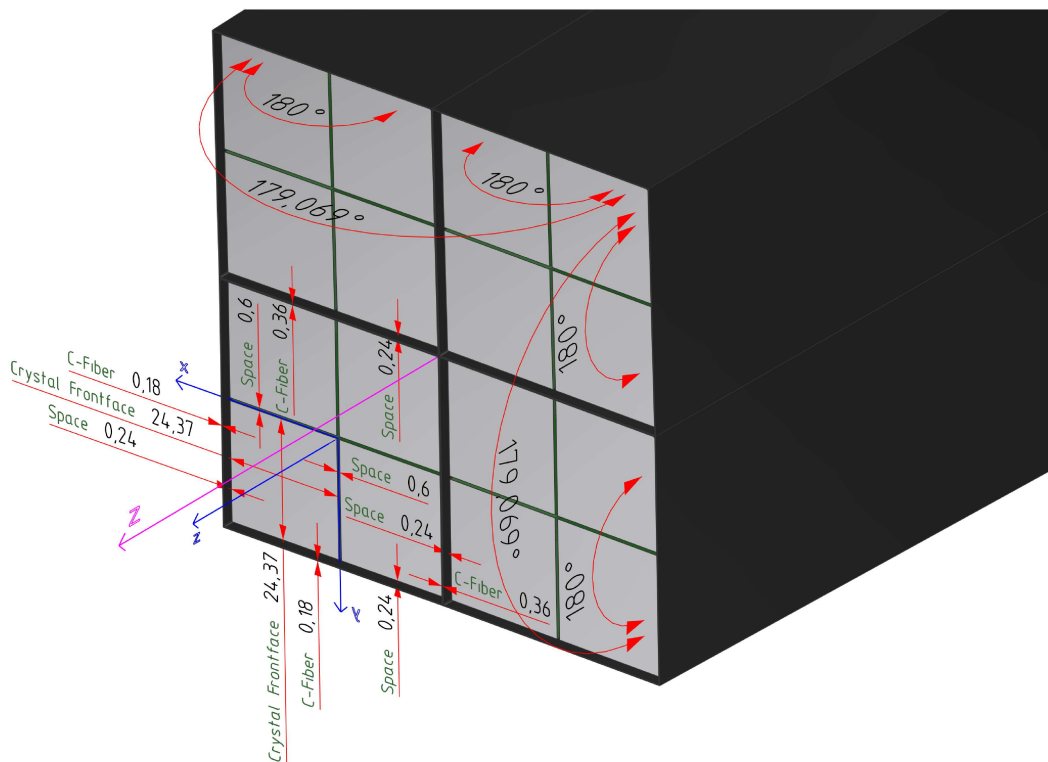 180°
180°
179,069°
0,6
Space
0,36
C-Fiber
0,24
Space
180°
X
C-Fiber 0,18
Crystal Frontface 24,37
Space 0,24
Space 0,6
Space 0,24
179,069°
Z
z
C-Fiber 0,36
180°
Y
Crystal Frontface 24,37
C-Fiber 0,18
Space 0,24